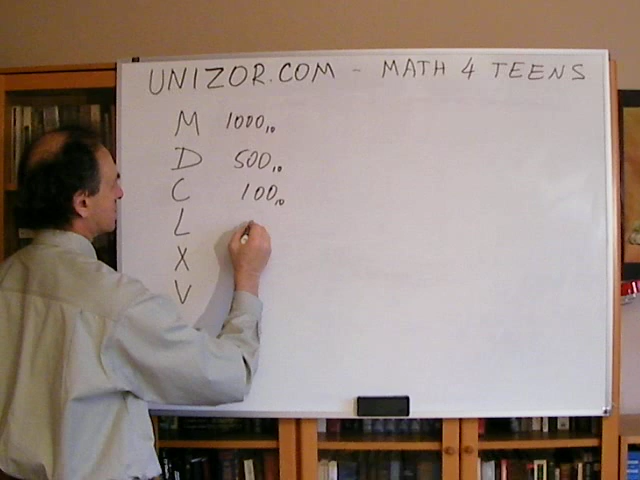 UNIZOR.COM - MATH 4 TEENS
M 1000₁₀
D 500₁₀
C 100₁₀
L
X
V